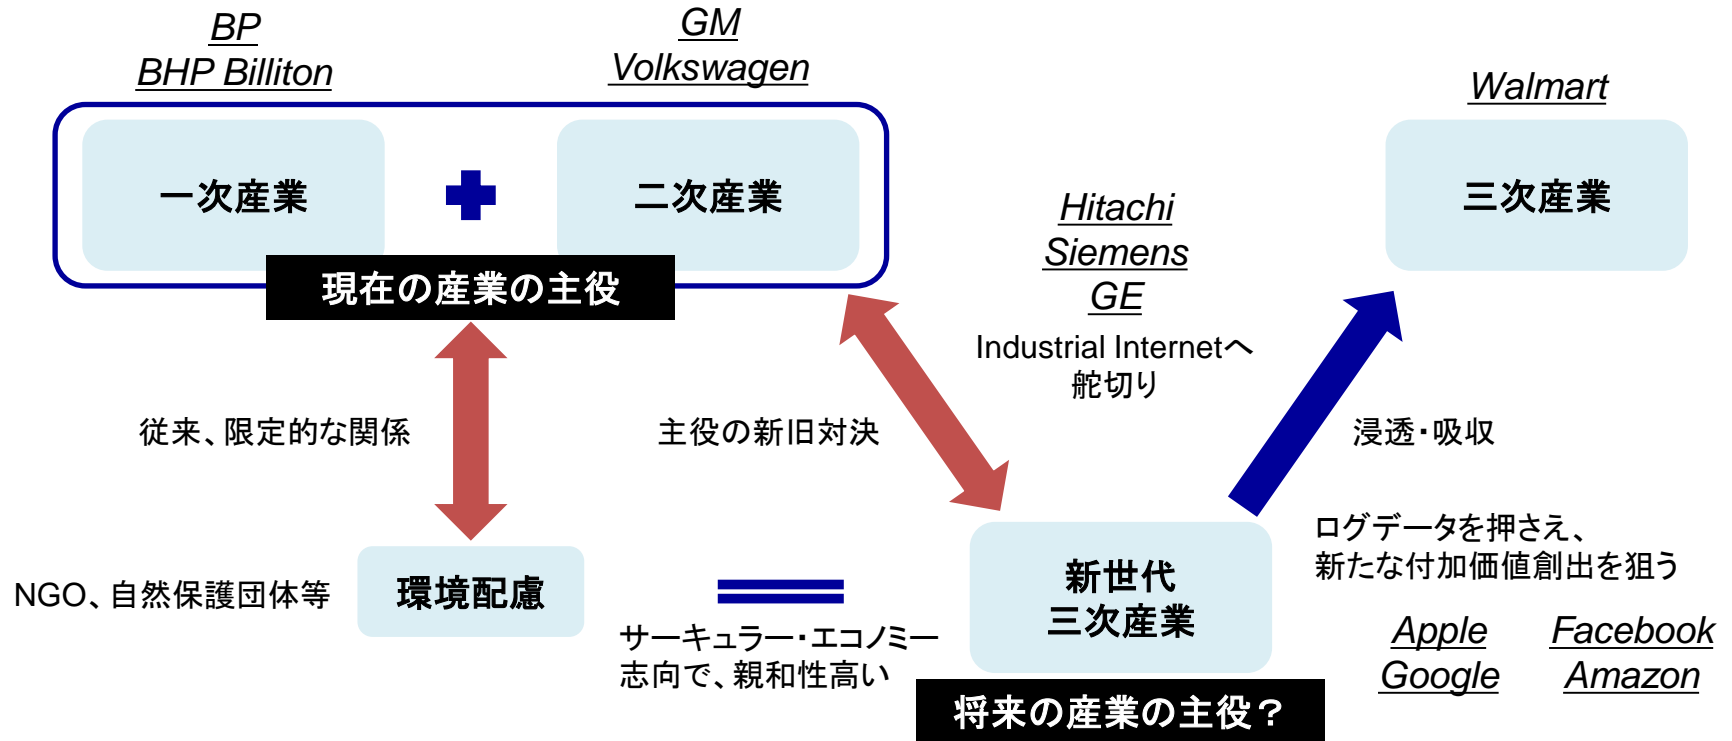 BP
BHP Billiton
GM
Volkswagen
Walmart
一次産業
二次産業
三次産業
現在の産業の主役
Hitachi
Siemens
GE
Industrial Internetへ
舵切り
従来、限定的な関係
主役の新旧対決
浸透・吸収
NGO、自然保護団体等
環境配慮
サーキュラー・エコノミー
志向で、親和性高い
新世代
三次産業
将来の産業の主役？
ログデータを押さえ、
新たな付加価値創出を狙う
Apple
Facebook
Google
Amazon